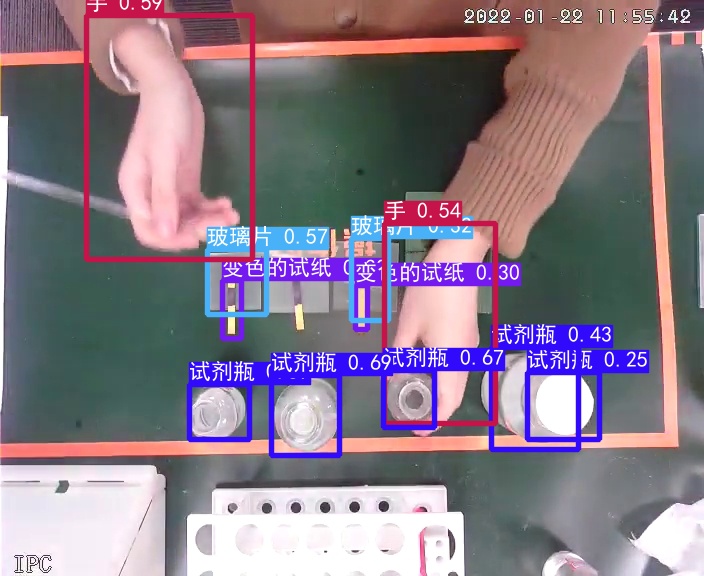 手 0.59
2022-01-22 11:55:42
手 0.54
玻璃片 0.57
玻璃片 0.52
变色的试纸 0.
变色的试纸 0.30
试剂瓶 0.43
试剂瓶 0.25
试剂瓶 0.
试剂瓶 0.69
试剂瓶 0.67
IPC